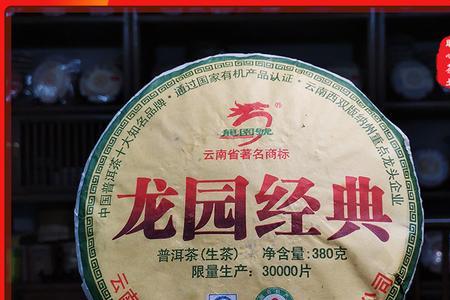 中国普洱茶十大知名品牌·通过国家有机产品认证·云南西双版纳州重点龙头企业
龍園號®
云南省著名商标
龙园经典
普洱茶(生茶) 净含量:380克
限量生产: 30000片
云南
司